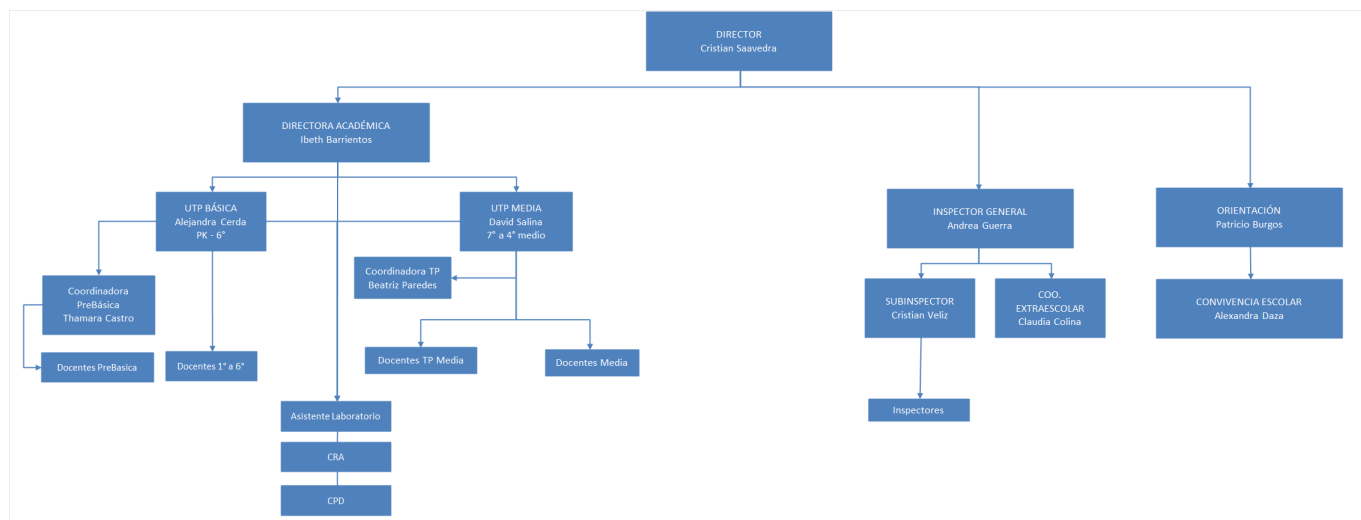 DIRECTOR
Cristian Saavedra
DIRECTORA ACADÉMICA
Ibeth Barrientos
UTP BÁSICA
Alejandra Cerda
PK - 6°
UTP MEDIA
David Salina
7° a 4° medio
INSPECTOR GENERAL
Andrea Guerra
ORIENTACIÓN
Patricio Burgos
Coordinadora TP
Beatriz Paredes
Coordinadora
PreBásica
Thamara Castro
SUBINSPECTOR
Cristian Veliz
COO.
EXTRAESCOLAR
Claudia Colina
CONVIVENCIA ESCOLAR
Alexandra Daza
Docentes PreBasica
Docentes 1° a 6°
Docentes TP Media
Docentes Media
Asistente Laboratorio
Inspectores
CRA
CPD